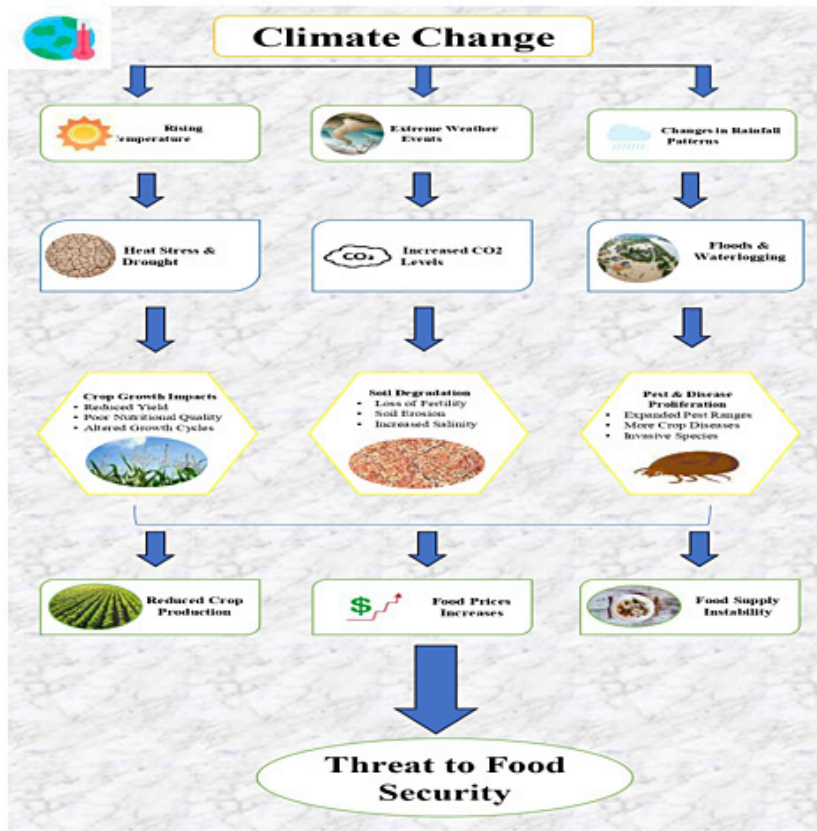 Climate Change
Rising
Temperature
Extreme Weather
Events
Changes in Rainfall
Patterns
Heat Stress &
Drought
CO₂
Increased CO2
Levels
Floods &
Waterlogging
Crop Growth Impacts
• Reduced Yield
• Poor Nutritional Quality
• Altered Growth Cycles
Soil Degradation
• Loss of Fertility
• Soil Erosion
• Increased Salinity
Pest & Disease
Proliferation
• Expanded Pest Ranges
• More Crop Diseases
• Invasive Species
Reduced Crop
Production
$
Food Prices
Increases
Food Supply
Instability
Threat to Food
Security